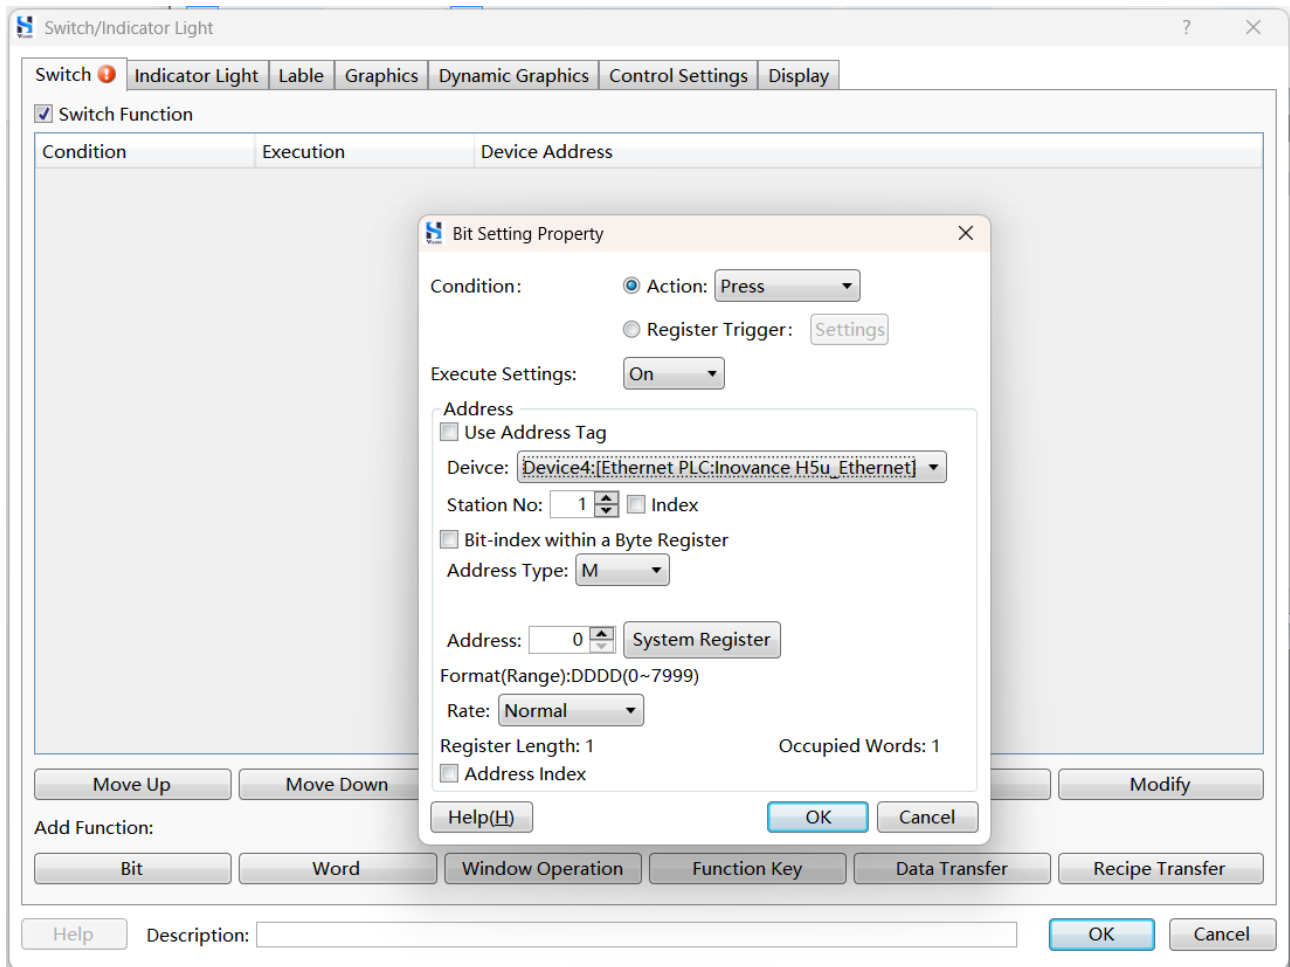 Switch/Indicator Light ?
Switch Indicator Light Lable Graphics Dynamic Graphics Control Settings Display
Switch Function
Condition Execution Device Address
Bit Setting Property
Condition: Action: Press
Register Trigger: Settings
Execute Settings: On
Address
Use Address Tag
Deivce: Device4:[Ethernet PLC:Inovance H5u_Ethernet]
Station No: 1 Index
Bit-index within a Byte Register
Address Type: M
Address: 0 System Register
Format(Range):DDDD(0~7999)
Rate: Normal
Register Length: 1 Occupied Words: 1
Address Index
Help(H) OK Cancel
Move Up Move Down Modify
Add Function:
Bit Word Window Operation Function Key Data Transfer Recipe Transfer
Help Description: OK Cancel